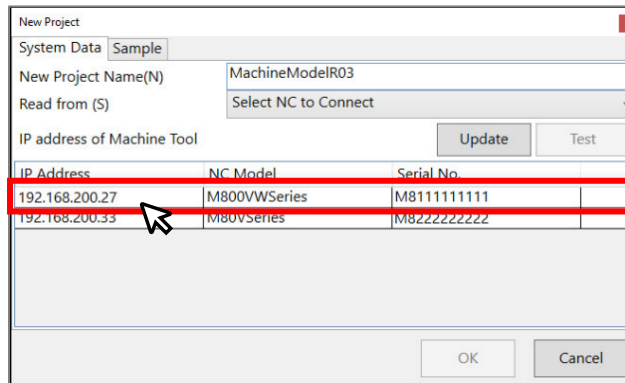 New Project
System Data Sample
New Project Name(N) MachineModelR03
Read from (S) Select NC to Connect
IP address of Machine Tool Update Test
IP Address NC Model Serial No.
192.168.200.27 M800VWSeries M8111111111
192.168.200.33 M80VSeries M8222222222
OK Cancel